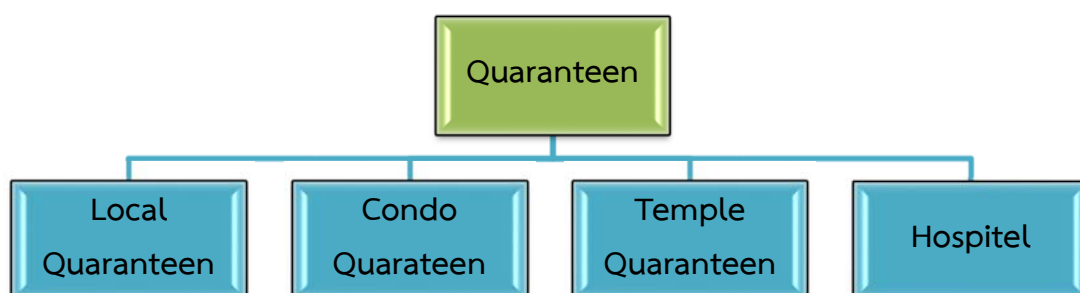 Quaranteen
Local
Quaranteen
Condo
Quarateen
Temple
Quaranteen
Hospitel